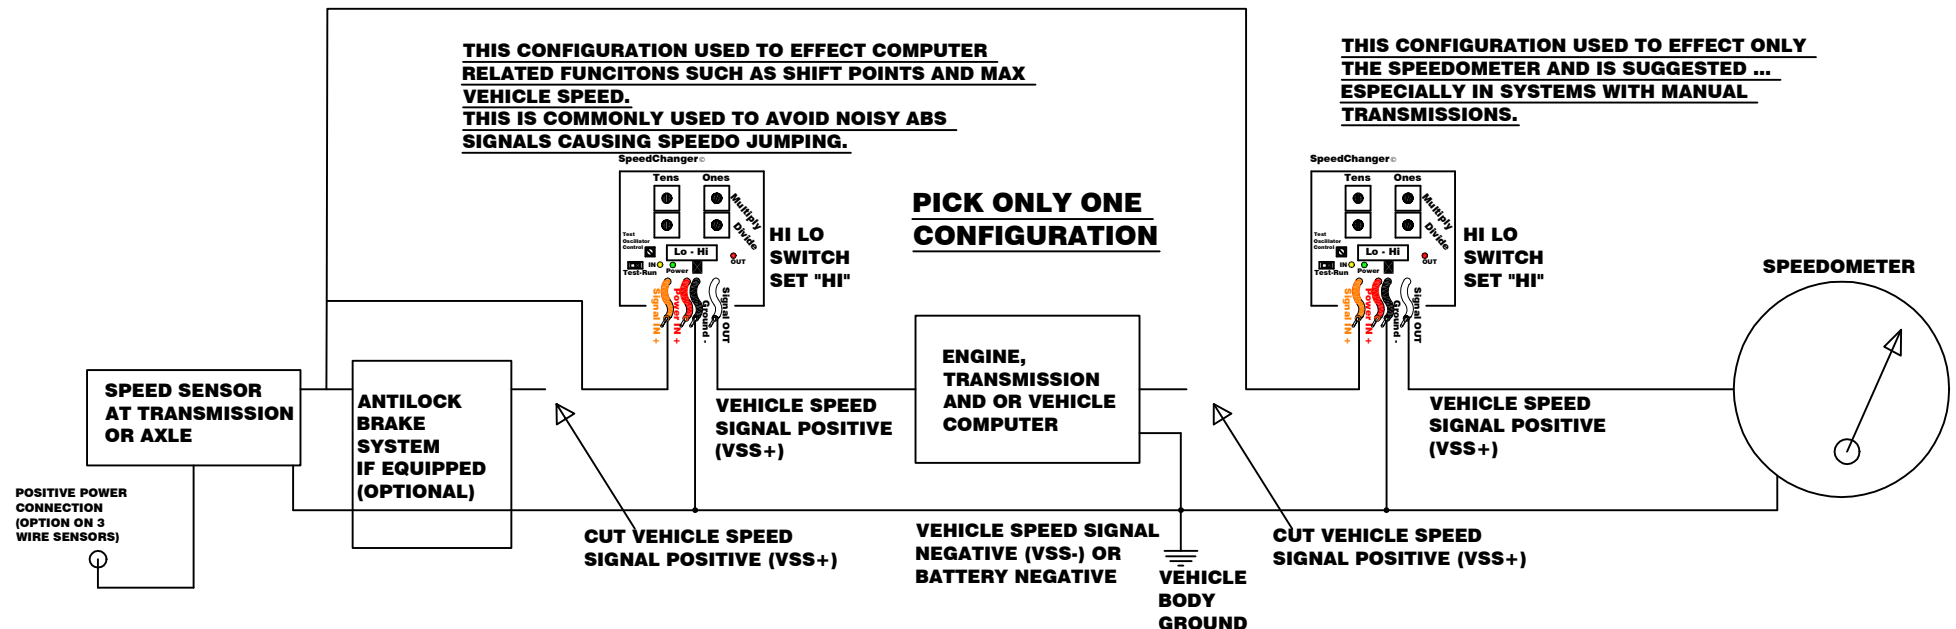 THIS CONFIGURATION USED TO EFFECT COMPUTER
RELATED FUNCITONS SUCH AS SHIFT POINTS AND MAX
VEHICLE SPEED.
THIS IS COMMONLY USED TO AVOID NOISY ABS
SIGNALS CAUSING SPEEDO JUMPING.
THIS CONFIGURATION USED TO EFFECT ONLY
THE SPEEDOMETER AND IS SUGGESTED ...
ESPECIALLY IN SYSTEMS WITH MANUAL
TRANSMISSIONS.
SpeedChanger©
Tens
Ones
Multiply
Divide
Test
Oscillator
Control
Lo - Hi
IN
Power
OUT
Test-Run
Signal IN +
Power IN +
Ground -
Signal OUT
HI LO
SWITCH
SET "HI"
PICK ONLY ONE
CONFIGURATION
SpeedChanger©
Tens
Ones
Multiply
Divide
Test
Oscillator
Control
Lo - Hi
IN
Power
OUT
Test-Run
Signal IN +
Power IN +
Ground -
Signal OUT
HI LO
SWITCH
SET "HI"
SPEEDOMETER
SPEED SENSOR
AT TRANSMISSION
OR AXLE
ANTILOCK
BRAKE
SYSTEM
IF EQUIPPED
(OPTIONAL)
VEHICLE SPEED
SIGNAL POSITIVE
(VSS+)
ENGINE,
TRANSMISSION
AND OR VEHICLE
COMPUTER
VEHICLE SPEED
SIGNAL POSITIVE
(VSS+)
POSITIVE POWER
CONNECTION
(OPTION ON 3
WIRE SENSORS)
CUT VEHICLE SPEED
SIGNAL POSITIVE (VSS+)
VEHICLE SPEED SIGNAL
NEGATIVE (VSS-) OR
BATTERY NEGATIVE
VEHICLE
BODY
GROUND
CUT VEHICLE SPEED
SIGNAL POSITIVE (VSS+)